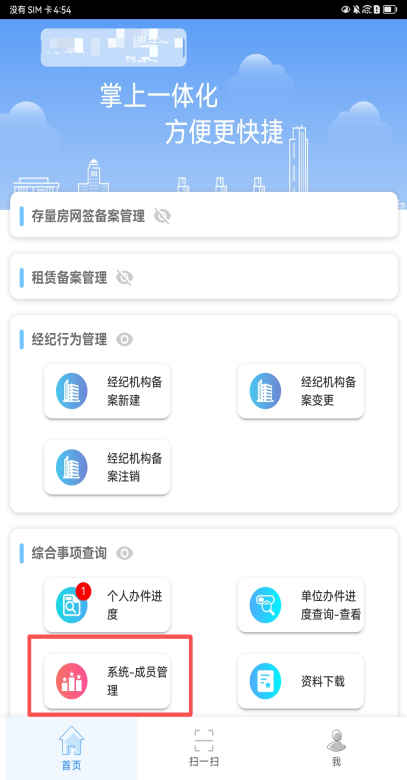 没有 SIM 卡 4:54
掌上一体化
方便更快捷
存量房网签备案管理
租赁备案管理
经纪行为管理
经纪机构备
案新建
经纪机构备
案变更
经纪机构备
案注销
综合事项查询
1
个人办件进
度
单位办件进
度查询-查看
系统-成员管
理
资料下载
首页
扫一扫
我